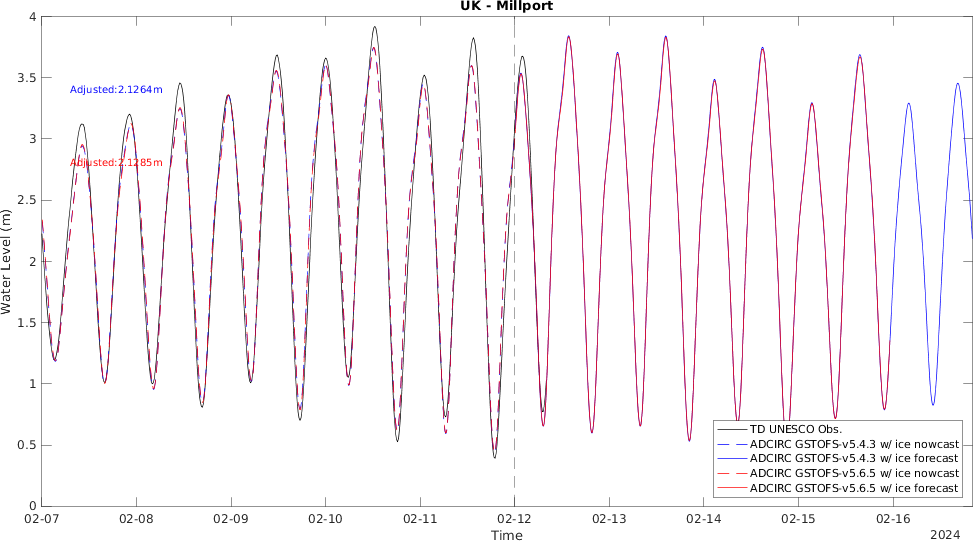 UK - Millport
4
3.5
3
2.5
2
1.5
1
0.5
0
Water Level (m)
Adjusted:2.1264m
Adjusted:2.1285m
TD UNESCO Obs.
ADCIRC GSTOFS-v5.4.3 w/ ice nowcast
ADCIRC GSTOFS-v5.4.3 w/ ice forecast
ADCIRC GSTOFS-v5.6.5 w/ ice nowcast
ADCIRC GSTOFS-v5.6.5 w/ ice forecast
02-07 02-08 02-09 02-10 02-11 02-12 02-13 02-14 02-15 02-16
Time
2024